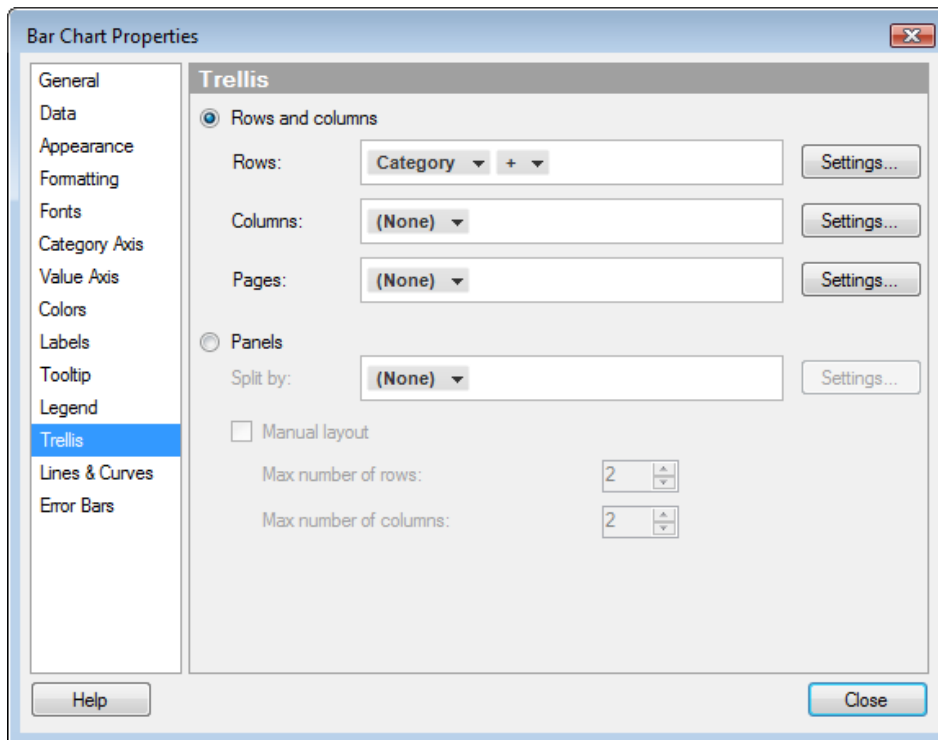 Bar Chart Properties
General
Data
Appearance
Formatting
Fonts
Category Axis
Value Axis
Colors
Labels
Tooltip
Legend
Trellis
Lines & Curves
Error Bars
Trellis
Rows and columns
Rows: Category + Settings...
Columns: (None) Settings...
Pages: (None) Settings...
Panels
Split by: (None) Settings...
Manual layout
Max number of rows: 2
Max number of columns: 2
Help Close